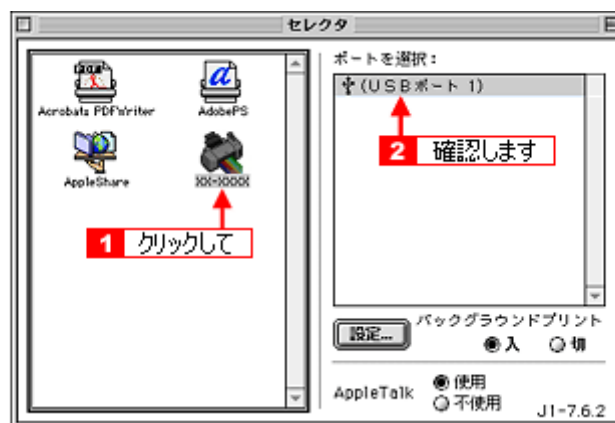 セレクタ
Acrobats PDFWriter
AdobePS
AppleShare
XX-XXXX
1 クリックして
ポートを選択：
(USBポート 1)
2 確認します
設定...
バックグラウンドプリント
入 切
AppleTalk
使用
不使用
J1-7.6.2